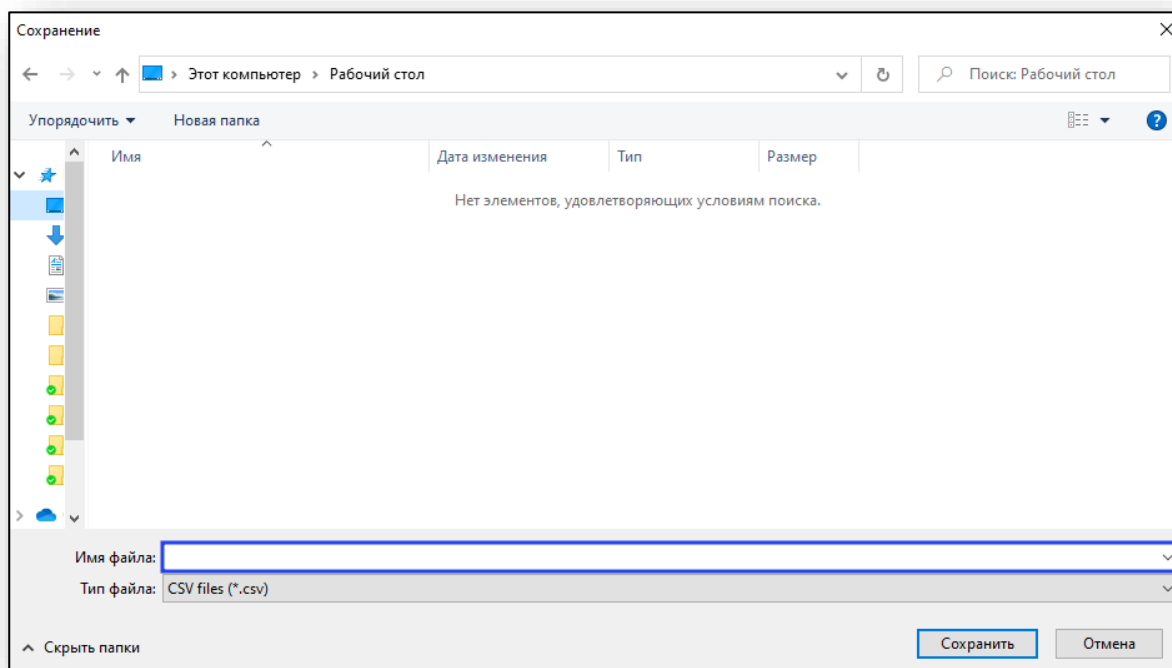 Сохранение
Этот компьютер › Рабочий стол
Поиск: Рабочий стол
Упорядочить Новая папка
Имя Дата изменения Тип Размер
Нет элементов, удовлетворяющих условиям поиска.
Имя файла:
Тип файла: CSV files (*.csv)
Скрыть папки Сохранить Отмена